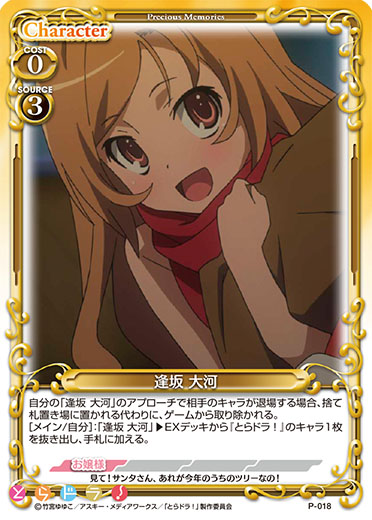 Precious Memories
Character
COST
0
SOURCE
3
逢坂 大河
自分の「逢坂 大河」のアプローチで相手のキャラが退場する場合、捨て
札置き場に置かれる代わりに、ゲームから取り除かれる。
[メイン/自分]:「逢坂 大河」▶EXデッキから『とらドラ!』のキャラ1枚
を抜き出し、手札に加える。
お嬢様
見て!サンタさん、あれが今年のうちのツリーなの!
とらドラ!
©竹宮ゆゆこ/アスキー・メディアワークス/「とらドラ!」製作委員会
P-018